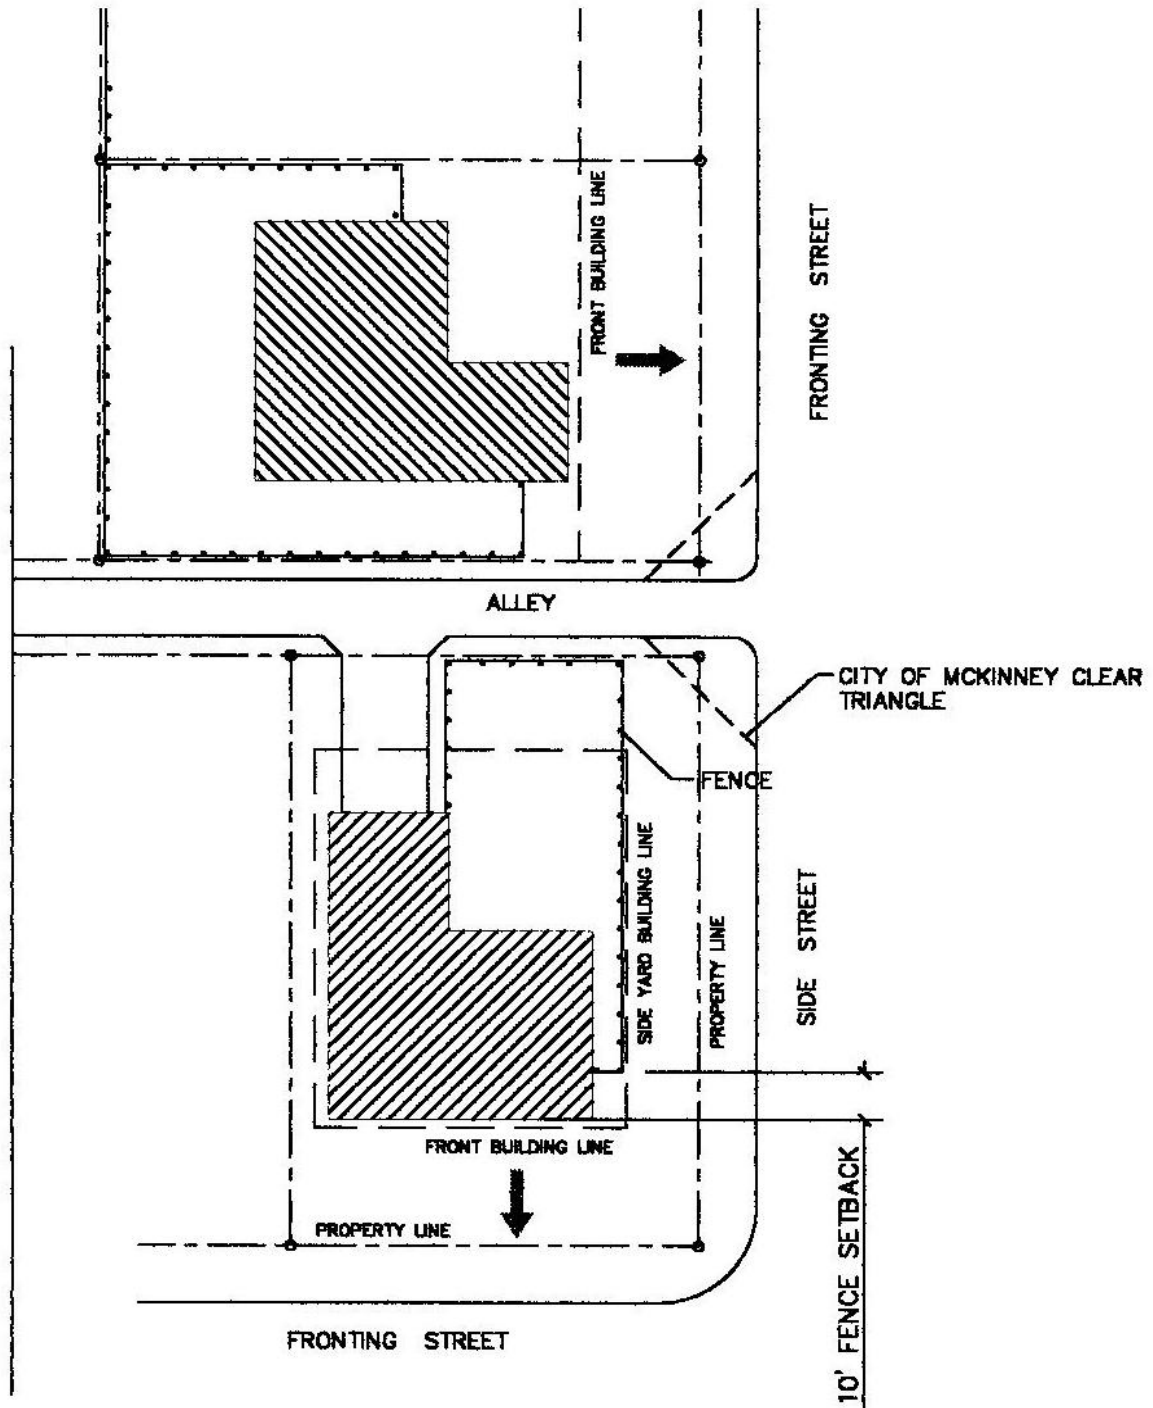 FRONT BUILDING LINE
FRONTING STREET
ALLEY
CITY OF MCKINNEY CLEAR
TRIANGLE
FENCE
SIDE YARD BUILDING LINE
PROPERTY LINE
SIDE STREET
FRONT BUILDING LINE
PROPERTY LINE
10' FENCE SETBACK
FRONTING STREET